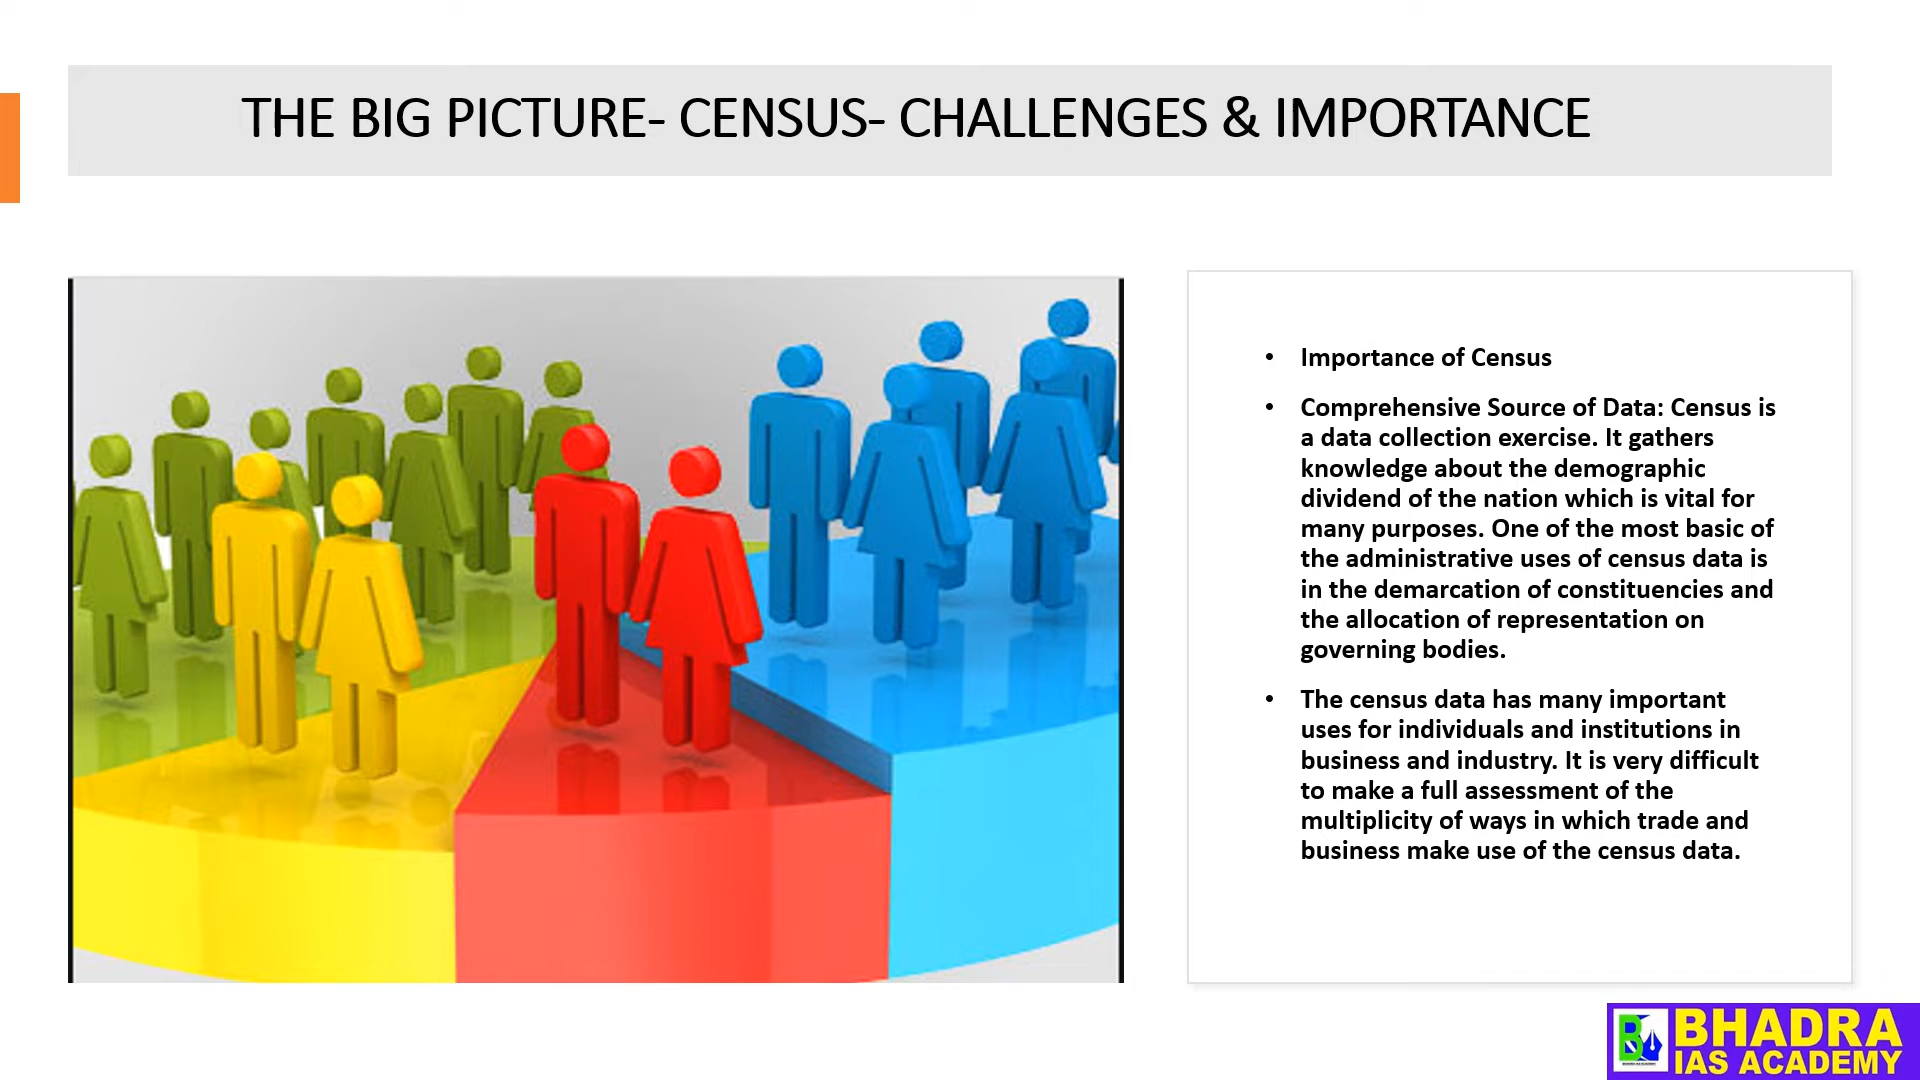 THE BIG PICTURE- CENSUS- CHALLENGES & IMPORTANCE
• Importance of Census
• Comprehensive Source of Data: Census is
a data collection exercise. It gathers
knowledge about the demographic
dividend of the nation which is vital for
many purposes. One of the most basic of
the administrative uses of census data is
in the demarcation of constituencies and
the allocation of representation on
governing bodies.
• The census data has many important
uses for individuals and institutions in
business and industry. It is very difficult
to make a full assessment of the
multiplicity of ways in which trade and
business make use of the census data.
BHADRA
IAS ACADEMY